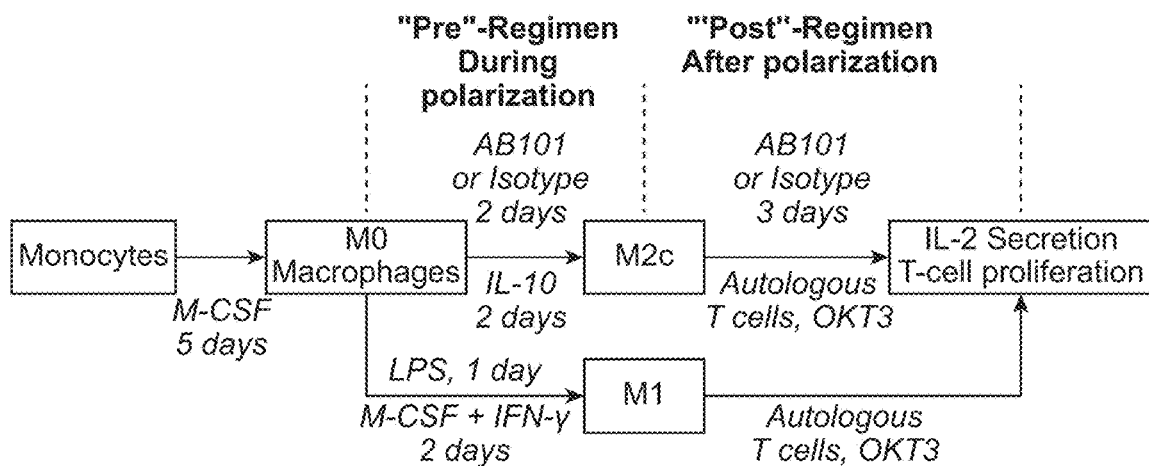 "Pre"-Regimen
During
polarization
"'Post"-Regimen
After polarization
AB101
or Isotype
2 days
AB101
or Isotype
3 days
Monocytes
M0
Macrophages
M2c
IL-2 Secretion
T-cell proliferation
M-CSF
5 days
IL-10
2 days
Autologous
T cells, OKT3
LPS, 1 day
M-CSF + IFN-γ
2 days
M1
Autologous
T cells, OKT3